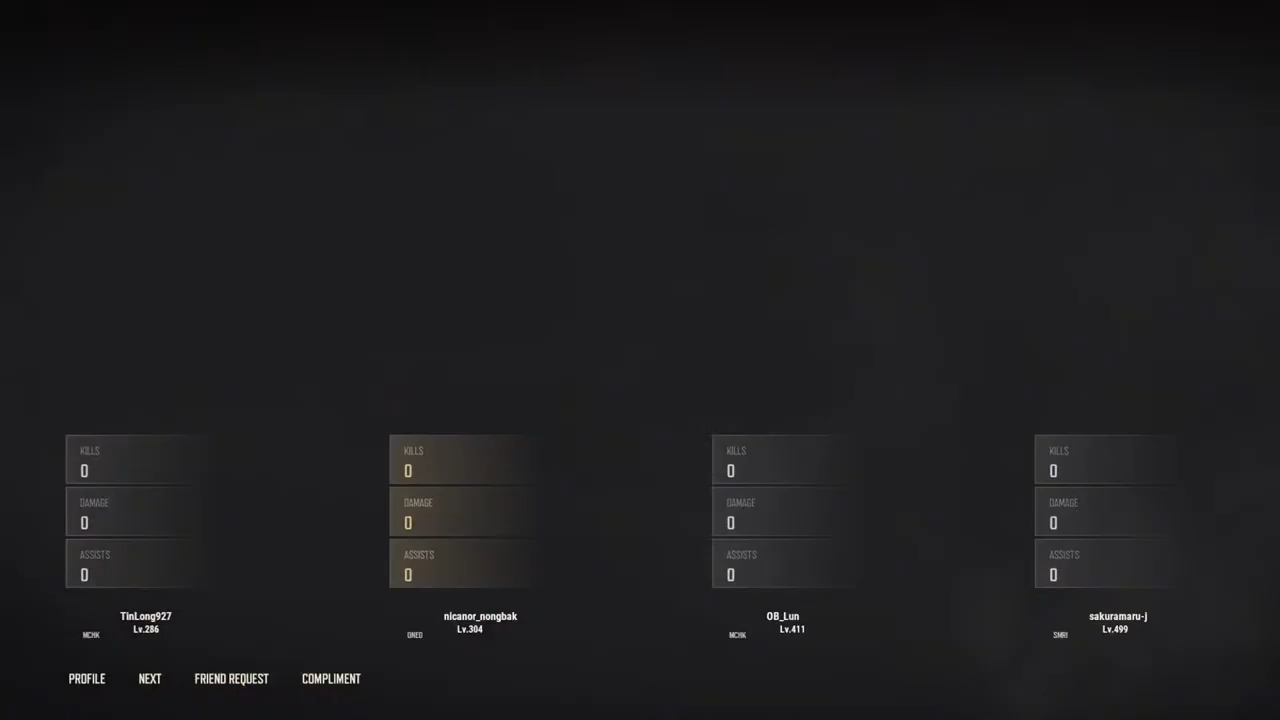 KILLS
0
DAMAGE
0
ASSISTS
0
TinLong927
Lv.286
MCHK
KILLS
0
DAMAGE
0
ASSISTS
0
nicanor_nongbak
Lv.304
ONEO
KILLS
0
DAMAGE
0
ASSISTS
0
OB_Lun
Lv.411
MCHK
KILLS
0
DAMAGE
0
ASSISTS
0
sakuramaru-j
Lv.499
PROFILE NEXT FRIEND REQUEST COMPLIMENT